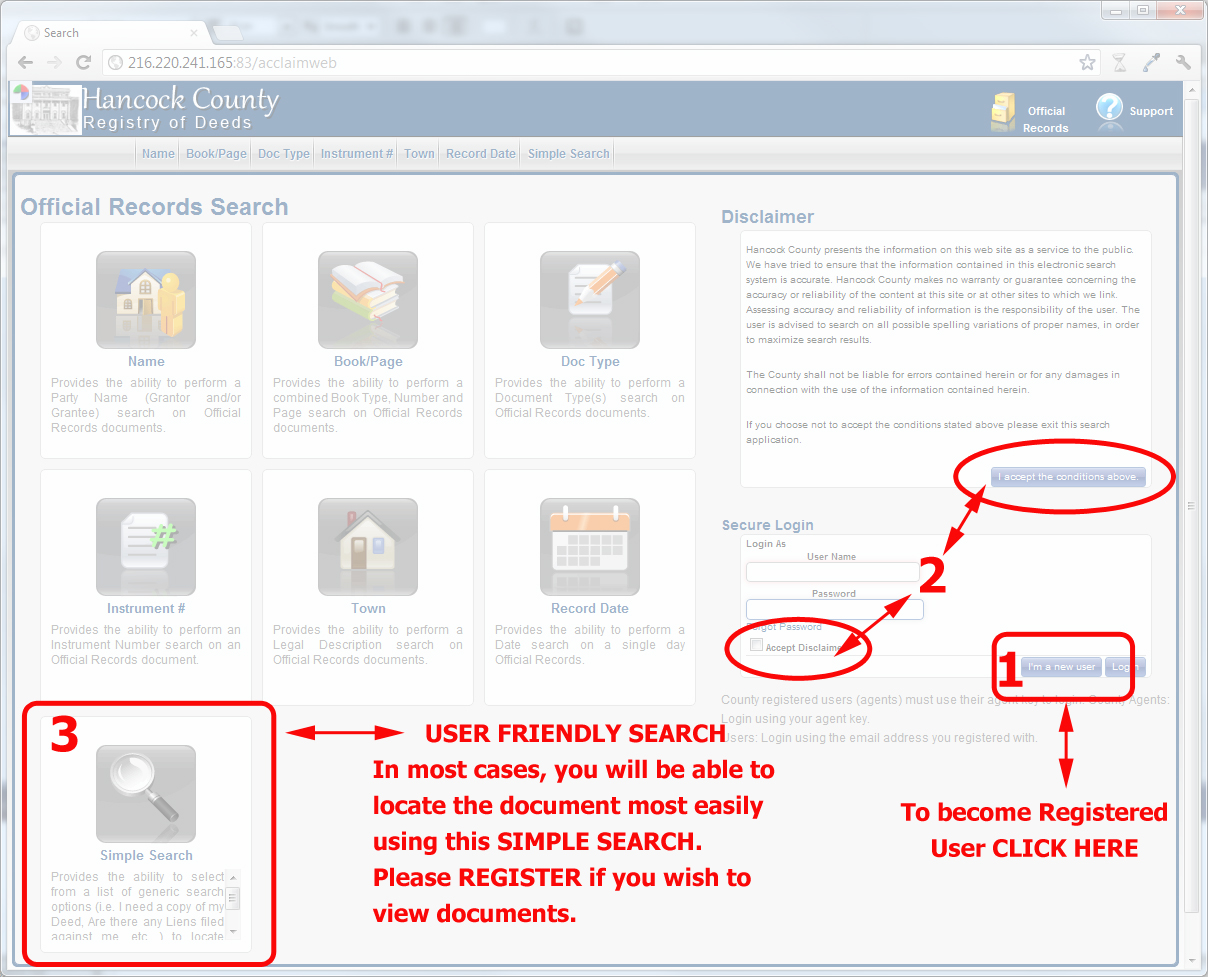 Search
216.220.241.165:83/acclaimweb
Hancock County
Registry of Deeds
Official
Records
Support
Name
Book/Page
Doc Type
Instrument #
Town
Record Date
Simple Search
Official Records Search
Name
Provides the ability to perform a
Party Name (Grantor and/or
Grantee) search on Official
Records documents.
Book/Page
Provides the ability to perform a
combined Book Type, Number and
Page search on Official Records
documents.
Doc Type
Provides the ability to perform a
Document Type(s) search on
Official Records documents.
Instrument #
Provides the ability to perform an
Instrument Number search on an
Official Records document.
Town
Provides the ability to perform a
Legal Description search on
Official Records documents.
Record Date
Provides the ability to perform a
Date search on a single day
Official Records.
3
Simple Search
Provides the ability to select
from a list of generic search
options (i.e. I need a copy of my
Deed, Are there any Liens filed
against me, etc...) to locate
USER FRIENDLY SEARCH
In most cases, you will be able to
locate the document most easily
using this SIMPLE SEARCH.
Please REGISTER if you wish to
view documents.
Disclaimer
Hancock County presents the information on this web site as a service to the public.
We have tried to ensure that the information contained in this electronic search
system is accurate. Hancock County makes no warranty or guarantee concerning the
accuracy or reliability of the content at this site or at other sites to which we link.
Assessing accuracy and reliability of information is the responsibility of the user. The
user is advised to search on all possible spelling variations of proper names, in order
to maximize search results.
The County shall not be liable for errors contained herein or for any damages in
connection with the use of the information contained herein.
If you choose not to accept the conditions stated above please exit this search
application.
I accept the conditions above.
Secure Login
Login As
User Name
2
Password
Forgot Password
Accept Disclaimer
1
I'm a new user
Login
County registered users (agents) must use their agent key to login. County Agents:
Login using your agent key.
Users: Login using the email address you registered with.
To become Registered
User CLICK HERE